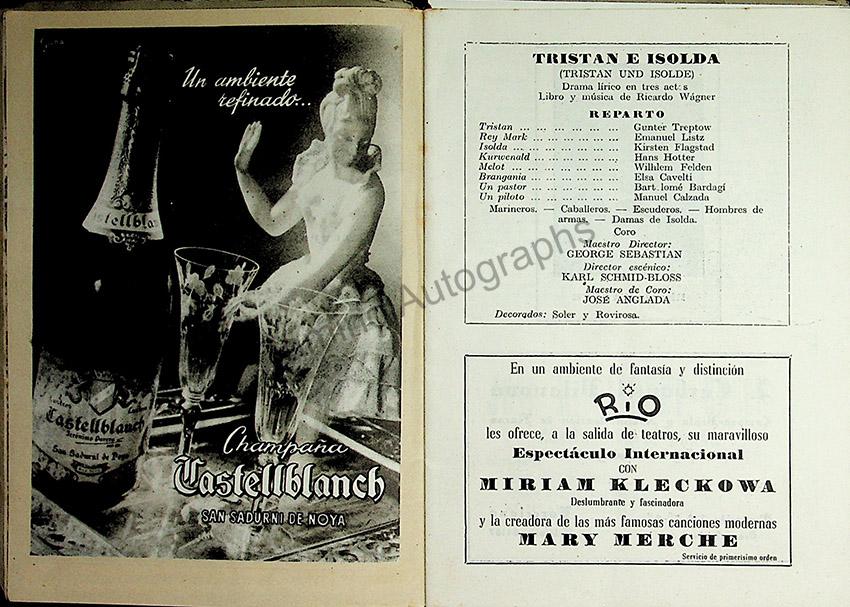 Un ambiente
refinado...
Castellblanch
Jerónimo Parera
San Sadurní de Noya
Champaña
Castellblanch
SAN SADURNI DE NOYA
TRISTAN E ISOLDA
(TRISTAN UND ISOLDE)
Drama lírico en tres actos
Libro y música de Ricardo Wágner
REPARTO
Tristan ... ... ... ... ... ... Gunter Treptow
Rey Mark ... ... ... ... ... ... Emanuel Listz
Isolda ... ... ... ... ... ... ... Kirsten Flagstad
Kurwenald ... ... ... ... ... ... Hans Hotter
Melot ... ... ... ... ... ... ... Wilhlem Felden
Brangania ... ... ... ... ... ... Elsa Cavelti
Un pastor ... ... ... ... ... ... Bart lomé Bardagí
Un piloto ... ... ... ... ... ... Manuel Calzada
Marineros. — Caballeros. — Escuderos. — Hombres de
armas. — Damas de Isolda.
Coro
Maestro Director:
GEORGE SEBASTIAN
Director escénico:
KARL SCHMID-BLOSS
Maestro de Coro:
JOSÉ ANGLADA
Decorados: Soler y Rovirosa.
En un ambiente de fantasía y distinción
RIO
les ofrece, a la salida de teatros, su maravilloso
Espectáculo Internacional
CON
MIRIAM KLECKOWA
Deslumbrante y fascinadora
y la creadora de las más famosas canciones modernas
MARY MERCHE
Servicio de primerísimo orden
Autographs